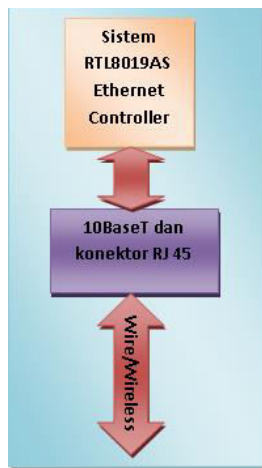 Sistem
RTL8019AS
Ethernet
Controller
10BaseT dan
konektor RJ 45
Wire/Wireless